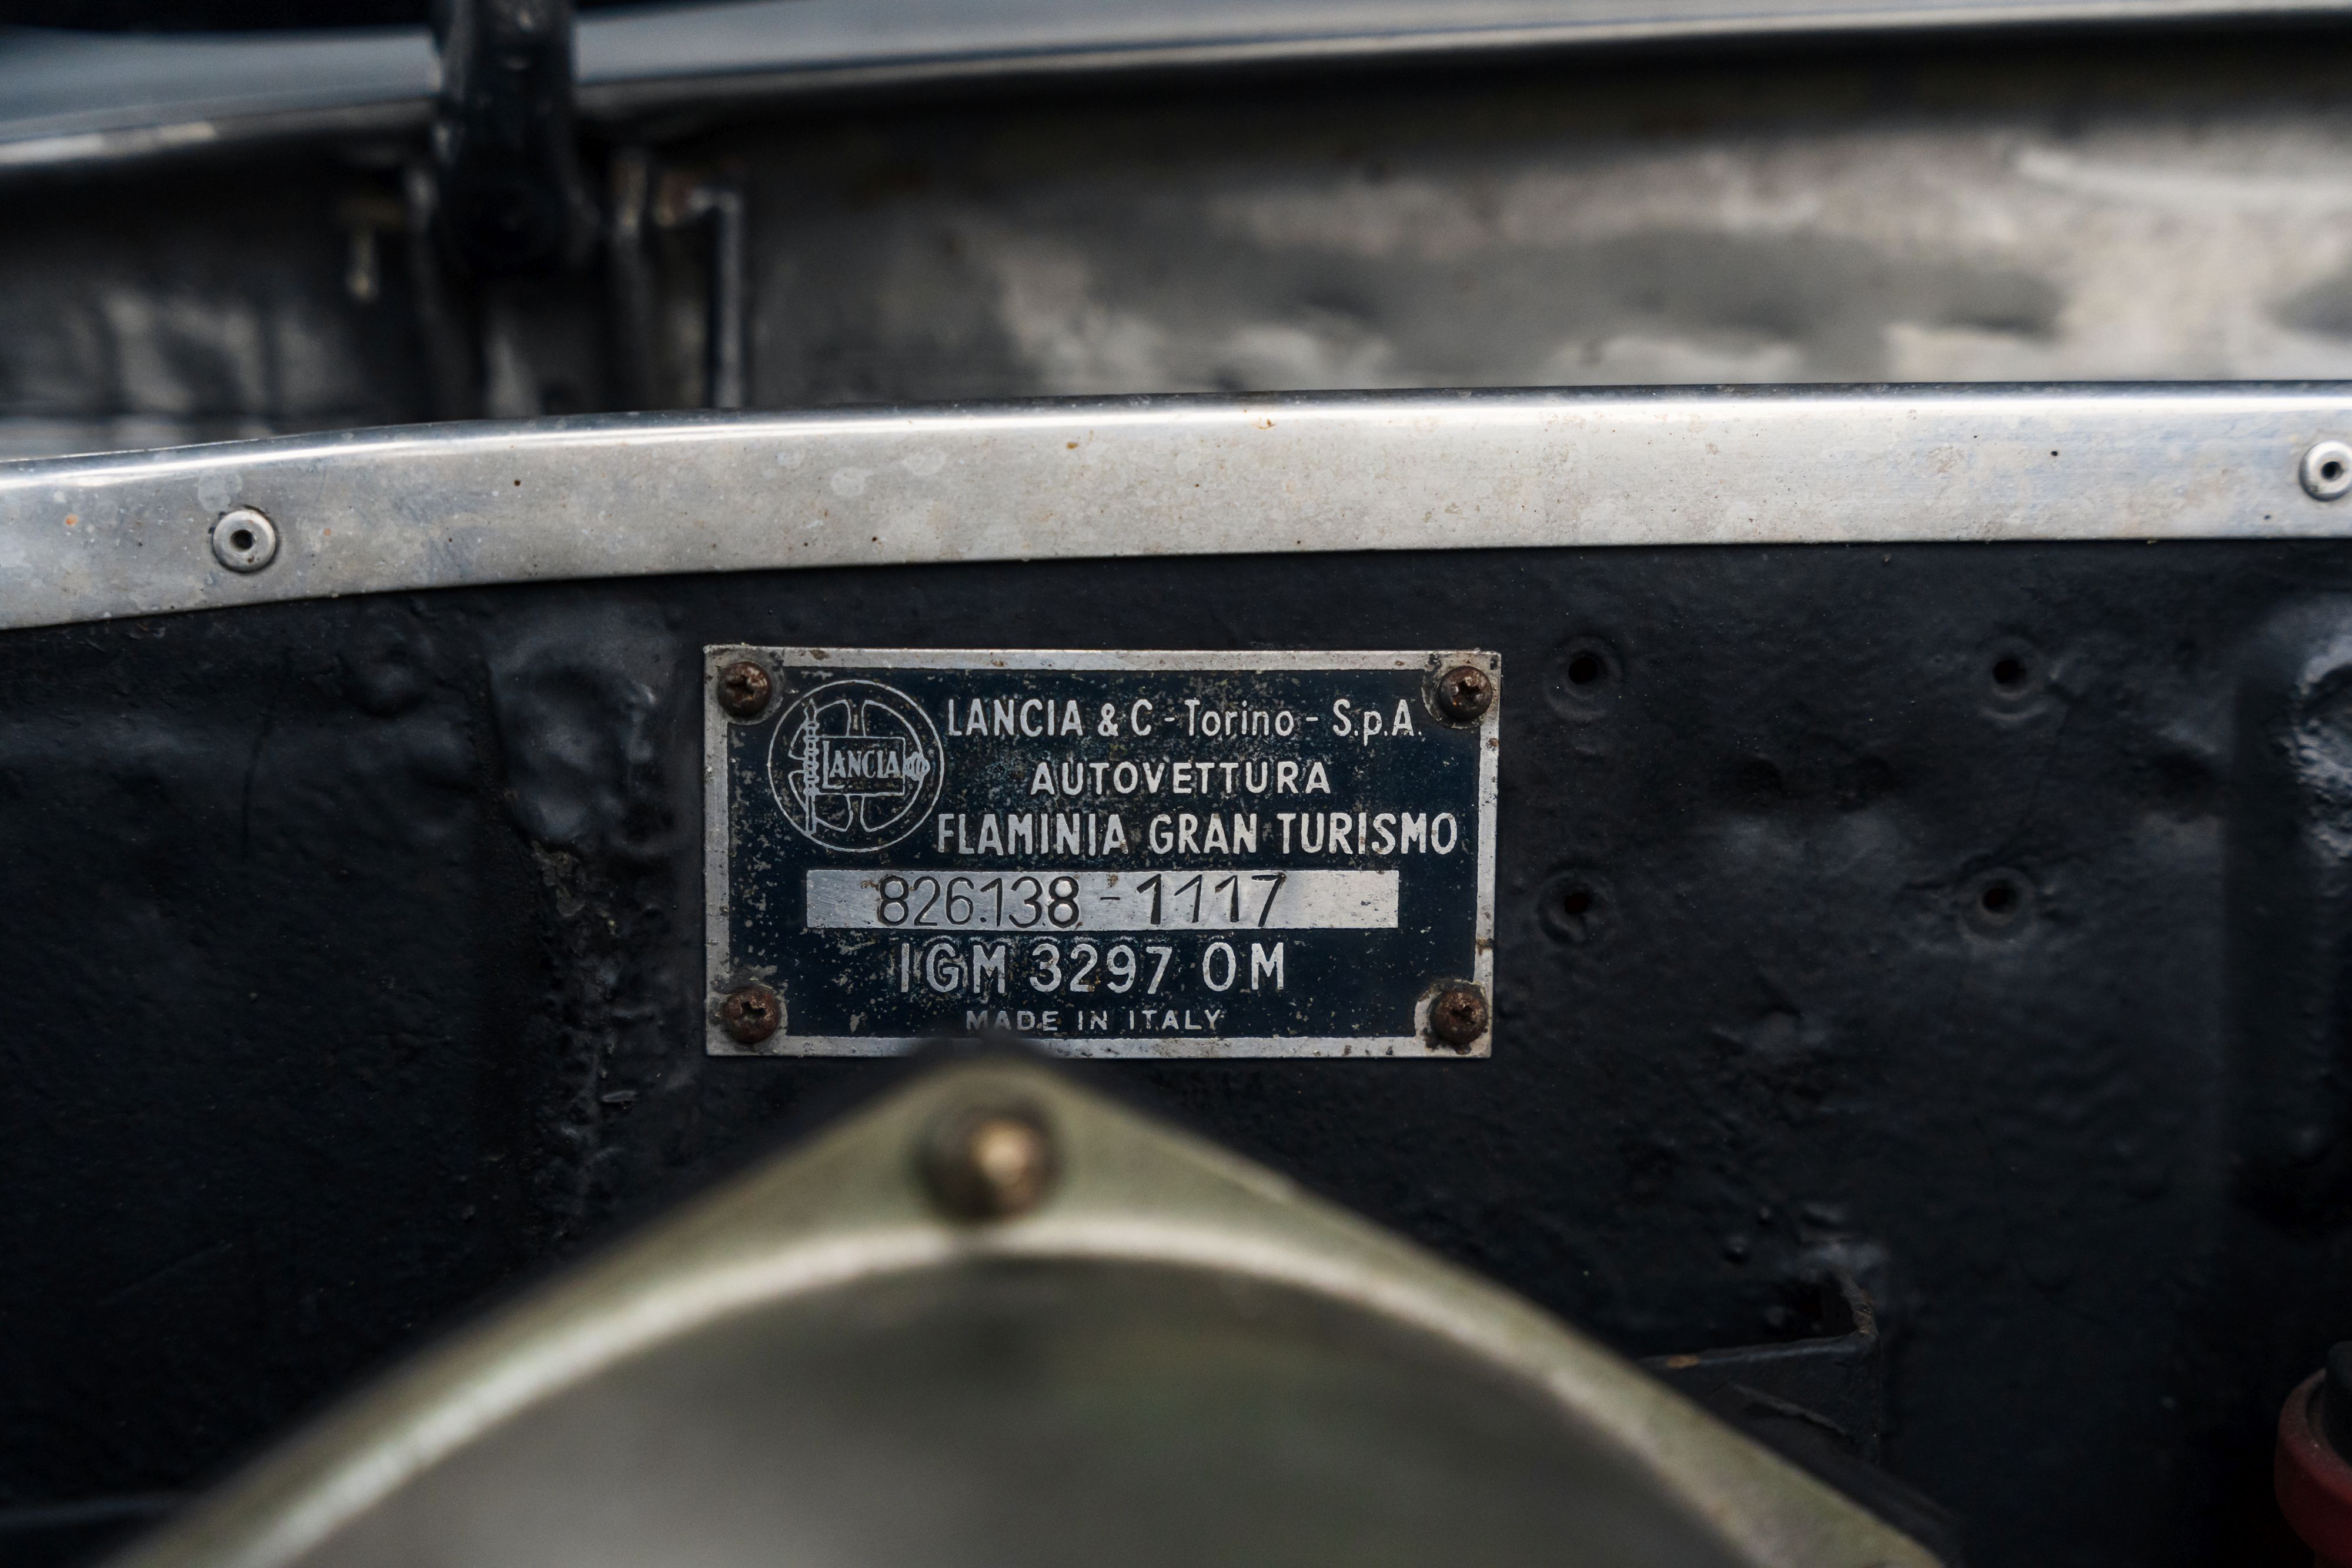 LANCIA
LANCIA & C - Torino - S.p.A.
AUTOVETTURA
FLAMINIA GRAN TURISMO
826.138 - 1117
IGM 3297 OM
MADE IN ITALY